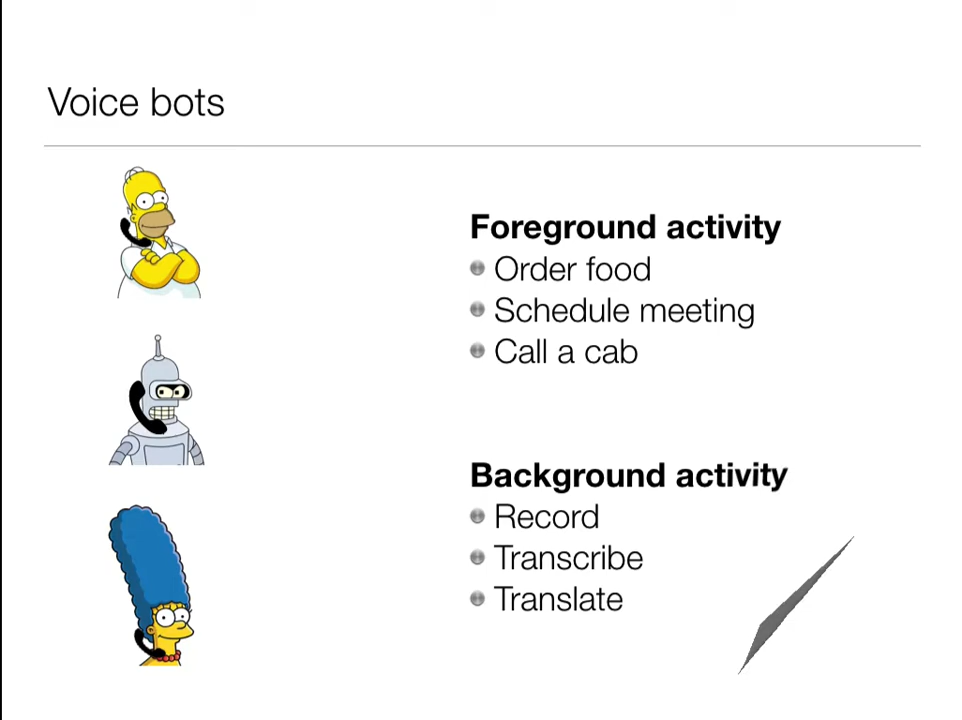 Voice bots
Foreground activity
Order food
Schedule meeting
Call a cab
Background activity
Record
Transcribe
Translate